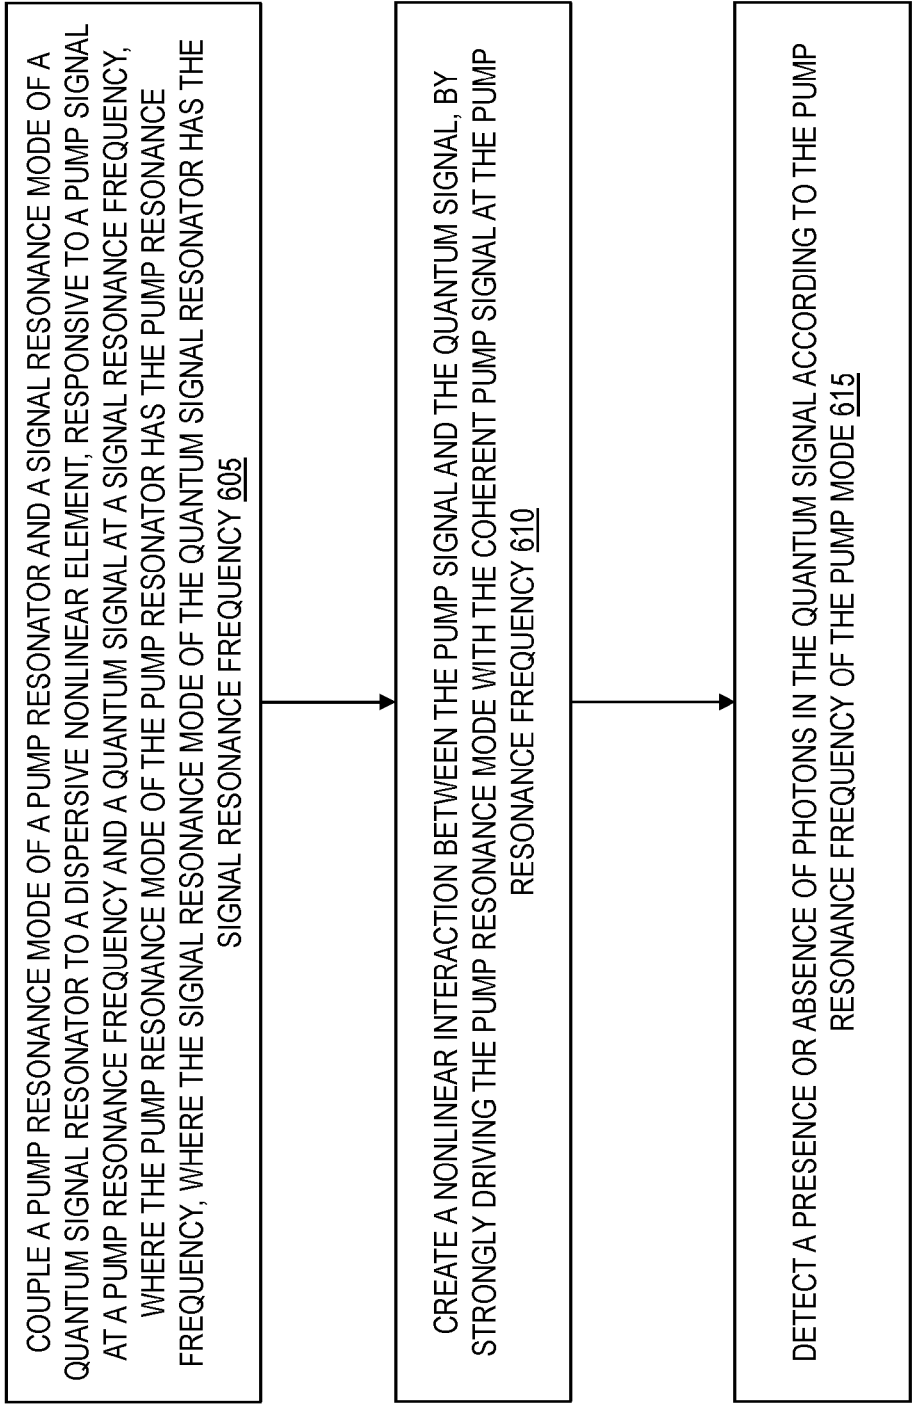 COUPLE A PUMP RESONANCE MODE OF A PUMP RESONATOR AND A SIGNAL RESONANCE MODE OF A
QUANTUM SIGNAL RESONATOR TO A DISPERSIVE NONLINEAR ELEMENT, RESPONSIVE TO A PUMP SIGNAL
AT A PUMP RESONANCE FREQUENCY AND A QUANTUM SIGNAL AT A SIGNAL RESONANCE FREQUENCY,
WHERE THE PUMP RESONANCE MODE OF THE PUMP RESONATOR HAS THE PUMP RESONANCE
FREQUENCY, WHERE THE SIGNAL RESONANCE MODE OF THE QUANTUM SIGNAL RESONATOR HAS THE
SIGNAL RESONANCE FREQUENCY 605
CREATE A NONLINEAR INTERACTION BETWEEN THE PUMP SIGNAL AND THE QUANTUM SIGNAL, BY
STRONGLY DRIVING THE PUMP RESONANCE MODE WITH THE COHERENT PUMP SIGNAL AT THE PUMP
RESONANCE FREQUENCY 610
DETECT A PRESENCE OR ABSENCE OF PHOTONS IN THE QUANTUM SIGNAL ACCORDING TO THE PUMP
RESONANCE FREQUENCY OF THE PUMP MODE 615